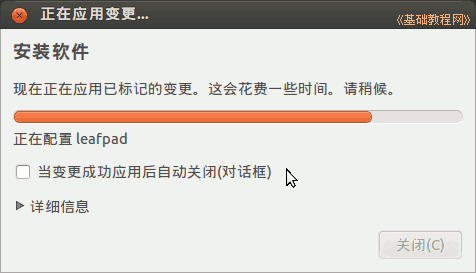 正在应用变更...
《基础教程网》
安装软件
现在正在应用已标记的变更。这会花费一些时间。请稍候。
正在配置 leafpad
当变更成功应用后自动关闭(对话框)
详细信息
关闭(C)